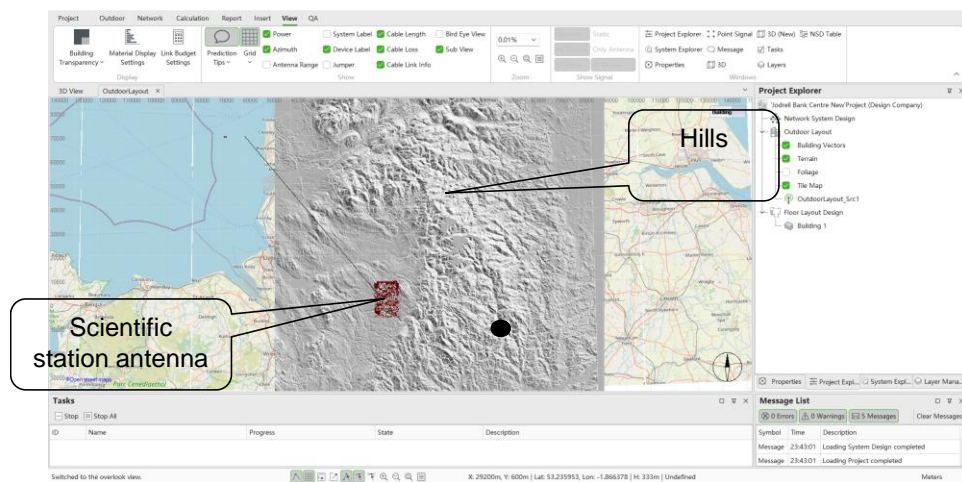 Project Outdoor Network Calculation Report Insert View QA
Building Transparency
Material Display Settings
Link Budget Settings
Display
Prediction Tips
Grid
Power
Azimuth
Antenna Range
System Label
Device Label
Jumper
Cable Length
Cable Loss
Cable Link Info
Bird Eye View
Sub View
Show
0.01%
Zoom
Static
Only Antenna
Show Signal
Project Explorer
System Explorer
Properties
Point Signal
Message
3D
3D (New)
Tasks
Layers
NSD Table
Windows
3D View OutdoorLayout ×
Building
Hills
Scientific
station antenna
Project Explorer
Network System Design
Outdoor Layout
Building Vectors
Terrain
Foliage
Tile Map
OutdoorLayout_Src1
Floor Layout Design
Building 1
Properties Project Expl... System Expl... Layer Mana...
Tasks
Stop Stop All
ID Name Progress State Description
Message List
0 Errors 0 Warnings 5 Messages Clear Messages
Symbol Time Description
Message 23:43:01 Loading System Design completed
Message 23:43:01 Loading Project completed
Switched to the overlook view.
X: 29200m, Y: 600m | Lat: 53.235953, Lon: -1.866378 | H: 333m | Undefined
Meters